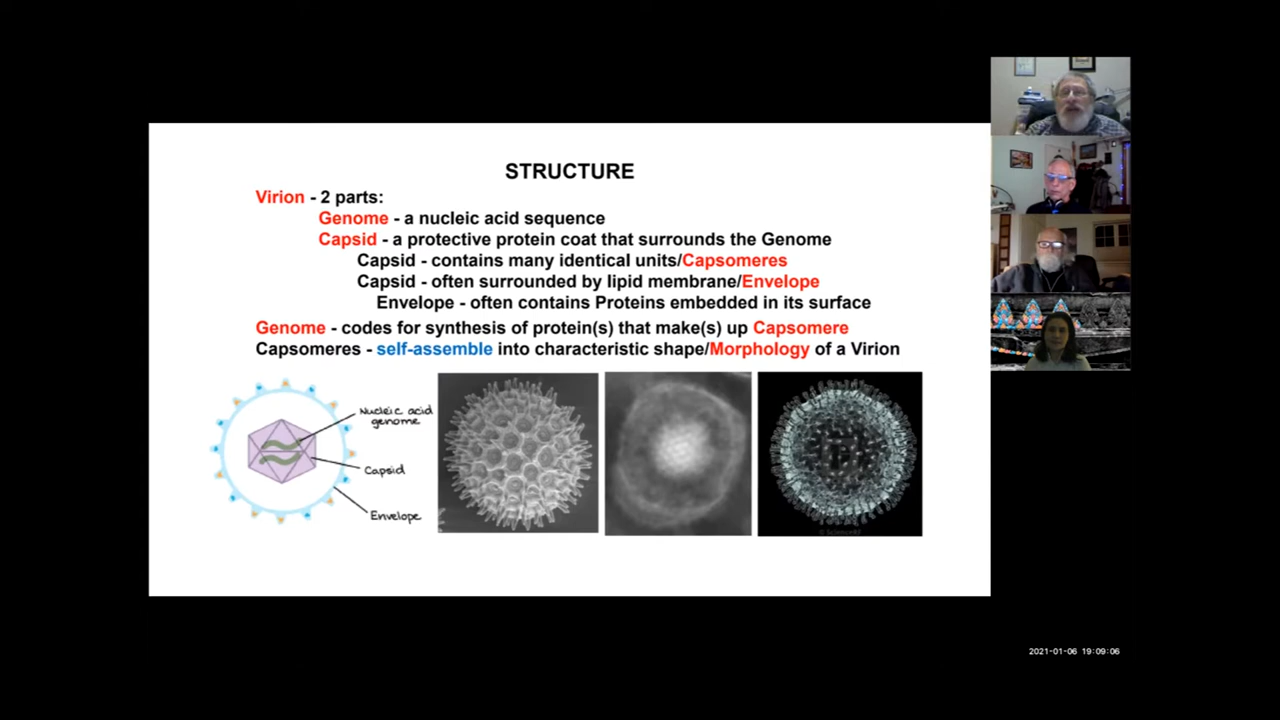 STRUCTURE
Virion - 2 parts:
Genome - a nucleic acid sequence
Capsid - a protective protein coat that surrounds the Genome
Capsid - contains many identical units/Capsomeres
Capsid - often surrounded by lipid membrane/Envelope
Envelope - often contains Proteins embedded in its surface
Genome - codes for synthesis of protein(s) that make(s) up Capsomere
Capsomeres - self-assemble into characteristic shape/Morphology of a Virion
Nucleic acid
genome
Capsid
Envelope
2021-01-06 19:09:06